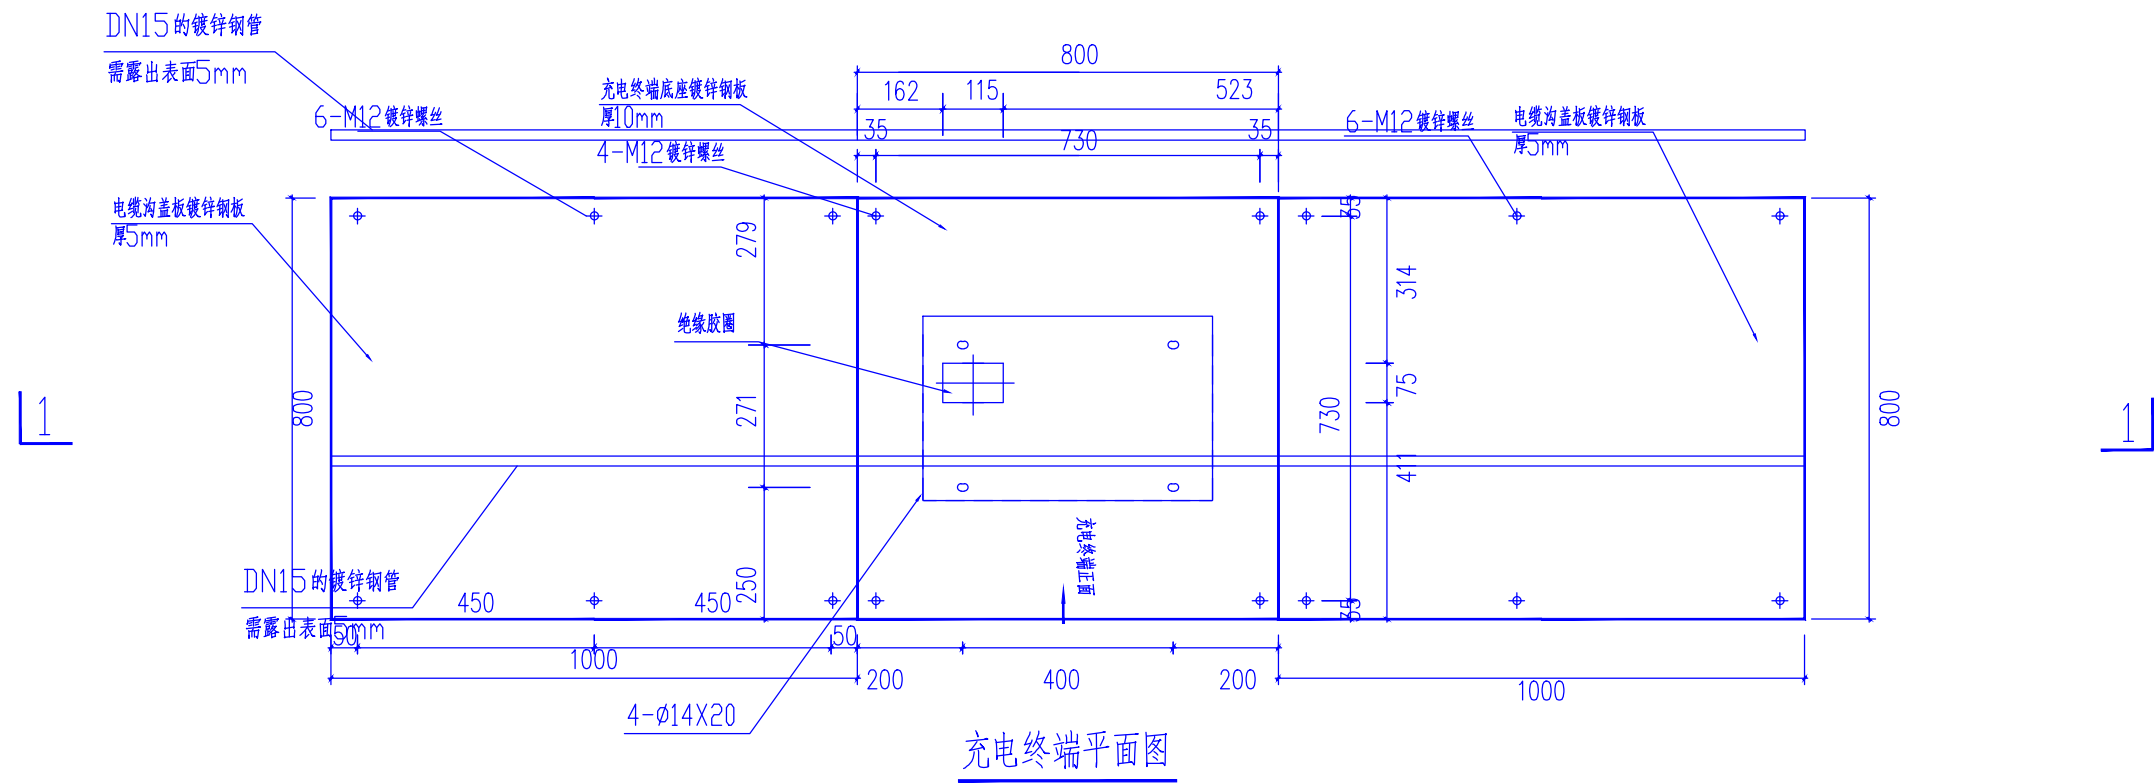 DN15的镀锌钢管
需露出表面5mm
6-M12镀锌螺丝
充电终端底座镀锌钢板
厚10mm
4-M12镀锌螺丝
800
162
115
523
35
730
35
6-M12镀锌螺丝
电缆沟盖板镀锌钢板
厚5mm
电缆沟盖板镀锌钢板
厚5mm
279
35
314
绝缘胶圈
800
271
730
75
800
1
1
411
充电终端正面
DN15的镀锌钢管
需露出表面5mm
450
450
250
35
50
1000
50
200
400
200
1000
4-ø14X20
充电终端平面图